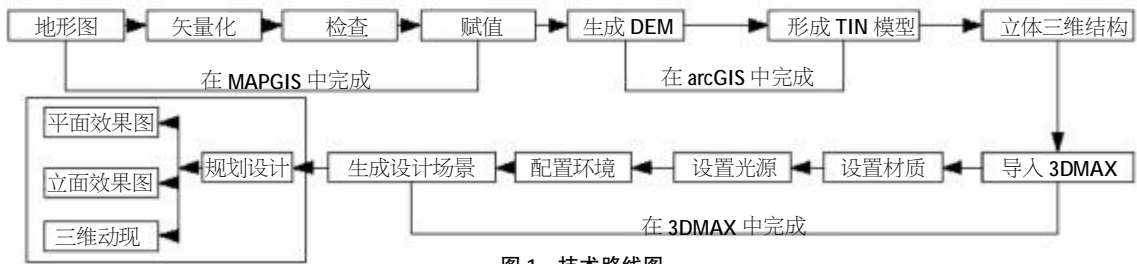 地形图
矢量化
检查
赋值
生成 DEM
形成 TIN 模型
立体三维结构
在 MAPGIS 中完成
在 arcGIS 中完成
平面效果图
立面效果图
三维动现
规划设计
生成设计场景
配置环境
设置光源
设置材质
导入 3DMAX
在 3DMAX 中完成
图 1 技术路线图